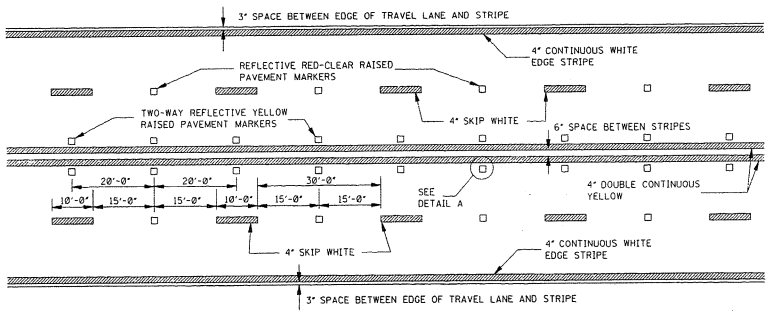 3" SPACE BETWEEN EDGE OF TRAVEL LANE AND STRIPE
4" CONTINUOUS WHITE
EDGE STRIPE
REFLECTIVE RED-CLEAR RAISED
PAVEMENT MARKERS
TWO-WAY REFLECTIVE YELLOW
RAISED PAVEMENT MARKERS
4" SKIP WHITE
6" SPACE BETWEEN STRIPES
20'-0" 20'-0" 30'-0"
10'-0" 15'-0" 15'-0" 10'-0" 15'-0" 15'-0"
SEE
DETAIL A
4" DOUBLE CONTINUOUS
YELLOW
4" SKIP WHITE
4" CONTINUOUS WHITE
EDGE STRIPE
3" SPACE BETWEEN EDGE OF TRAVEL LANE AND STRIPE